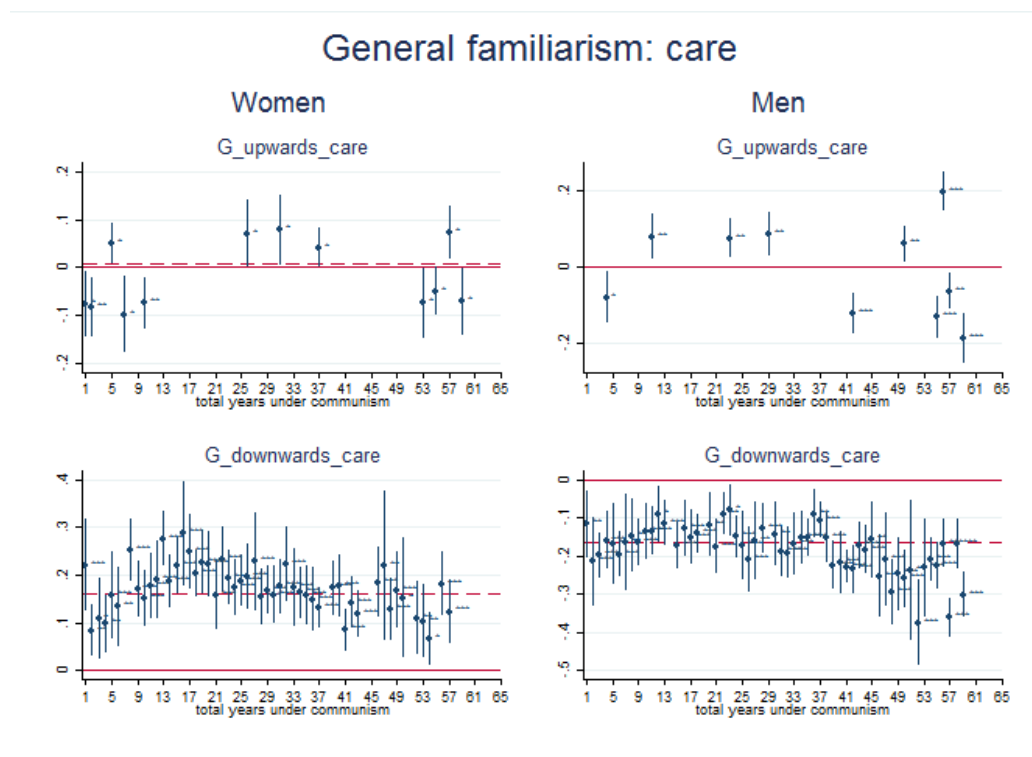 General familiarism: care
Women
Men
G_upwards_care
.2
.1
0
-.1
-.2
1 5 9 13 17 21 25 29 33 37 41 45 49 53 57 61 65
total years under communism
G_upwards_care
.2
0
-.2
1 5 9 13 17 21 25 29 33 37 41 45 49 53 57 61 65
total years under communism
G_downwards_care
.4
.3
.2
.1
0
1 5 9 13 17 21 25 29 33 37 41 45 49 53 57 61 65
total years under communism
G_downwards_care
0
-.1
-.2
-.3
-.4
-.5
1 5 9 13 17 21 25 29 33 37 41 45 49 53 57 61 65
total years under communism